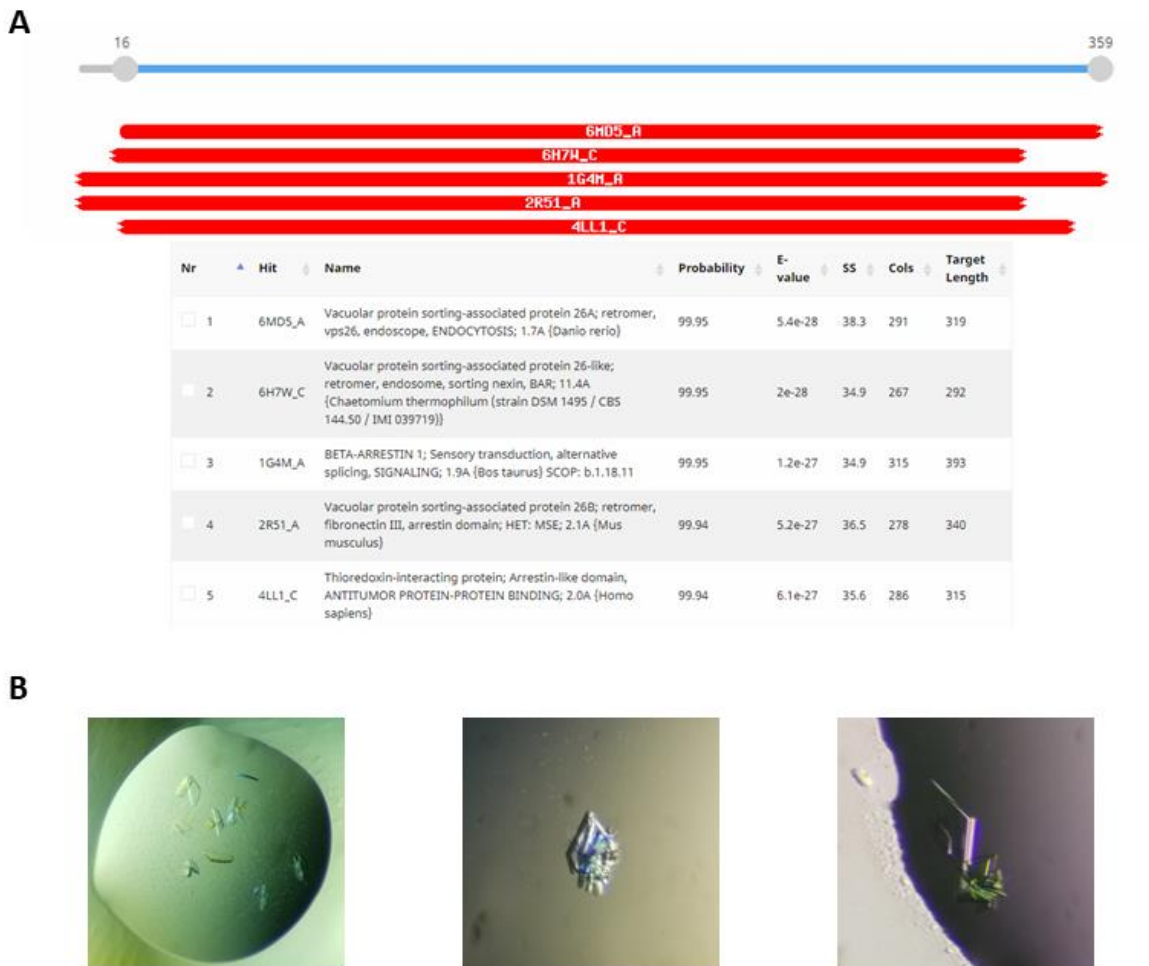 A
16
359
6MD5_A
6H7W_C
1G4M_A
2R51_A
4LL1_C
Nr Hit Name Probability E-value SS Cols Target Length
1 6MD5_A Vacuolar protein sorting-associated protein 26A; retromer,
vps26, endoscope, ENDOCYTOSIS; 1.7A {Danio rerio} 99.95 5.4e-28 38.3 291 319
2 6H7W_C Vacuolar protein sorting-associated protein 26-like;
retromer, endosome, sorting nexin, BAR; 11.4A
{Chaetomium thermophilum (strain DSM 1495 / CBS
144.50 / IMI 039719)} 99.95 2e-28 34.9 267 292
3 1G4M_A BETA-ARRESTIN 1; Sensory transduction, alternative
splicing, SIGNALING; 1.9A {Bos taurus} SCOP: b.1.18.11 99.95 1.2e-27 34.9 315 393
4 2R51_A Vacuolar protein sorting-associated protein 26B; retromer,
fibronectin III, arrestin domain; HET: MSE; 2.1A {Mus
musculus} 99.94 5.2e-27 36.5 278 340
5 4LL1_C Thioredoxin-interacting protein; Arrestin-like domain,
ANTITUMOR PROTEIN-PROTEIN BINDING; 2.0A {Homo
sapiens} 99.94 6.1e-27 35.6 286 315
B